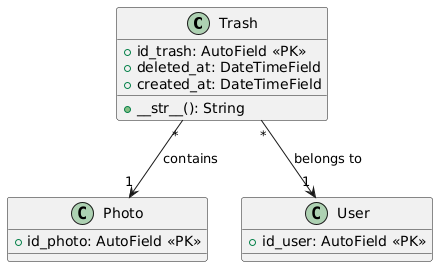 C Trash
id_trash: AutoField «PK»
deleted_at: DateTimeField
created_at: DateTimeField
__str__(): String
* *
contains belongs to
1 1
C Photo C User
id_photo: AutoField «PK» id_user: AutoField «PK»